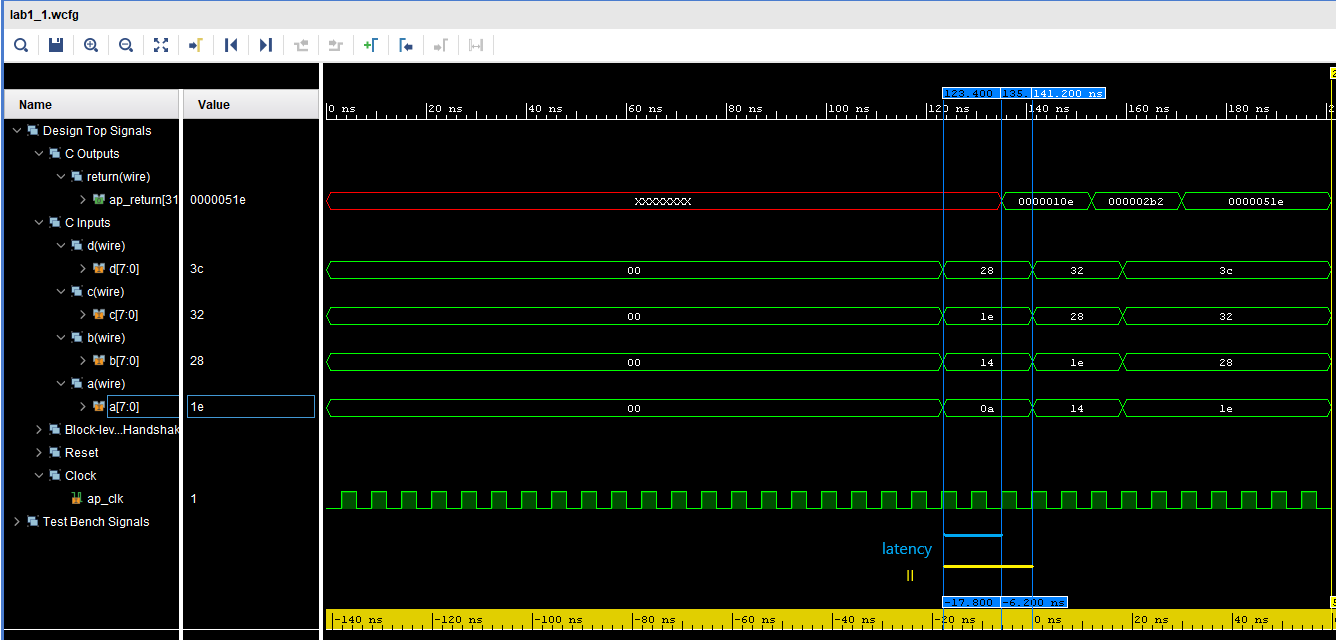 lab1_1.wcfg
Name Value
123.400 135. 141.200 ns
0 ns 20 ns 40 ns 60 ns 80 ns 100 ns 120 ns 140 ns 160 ns 180 ns
Design Top Signals
C Outputs
return(wire)
ap_return[31 0000051e XXXXXXXX 0000010e 000002b2 0000051e
C Inputs
d(wire)
d[7:0] 3c 00 28 32 3c
c(wire)
c[7:0] 32 00 1e 28 32
b(wire)
b[7:0] 28 00 14 1e 28
a(wire)
a[7:0] 1e 00 0a 14 1e
Block-lev...Handshak
Reset
Clock
ap_clk 1
Test Bench Signals
latency
II
-17.800 -6.200 ns
-140 ns -120 ns -100 ns -80 ns -60 ns -40 ns -20 ns 0 ns 20 ns 40 ns